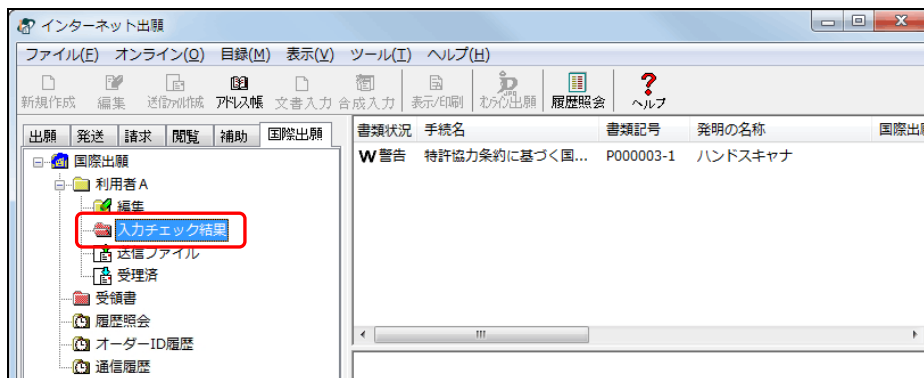 インターネット出願
ファイル(F) オンライン(O) 目録(M) 表示(V) ツール(T) ヘルプ(H)
新規作成 編集 送信ファイル作成 アドレス帳 文書入力 合成入力 表示/印刷 オンライン出願 履歴照会 ヘルプ
出願 発送 請求 閲覧 補助 国際出願
書類状況 手続名 書類記号 発明の名称 国際出
W警告 特許協力条約に基づく国... P000003-1 ハンドスキャナ
国際出願
利用者A
編集
入力チェック結果
送信ファイル
受理済
受領書
履歴照会
オーダーID履歴
通信履歴